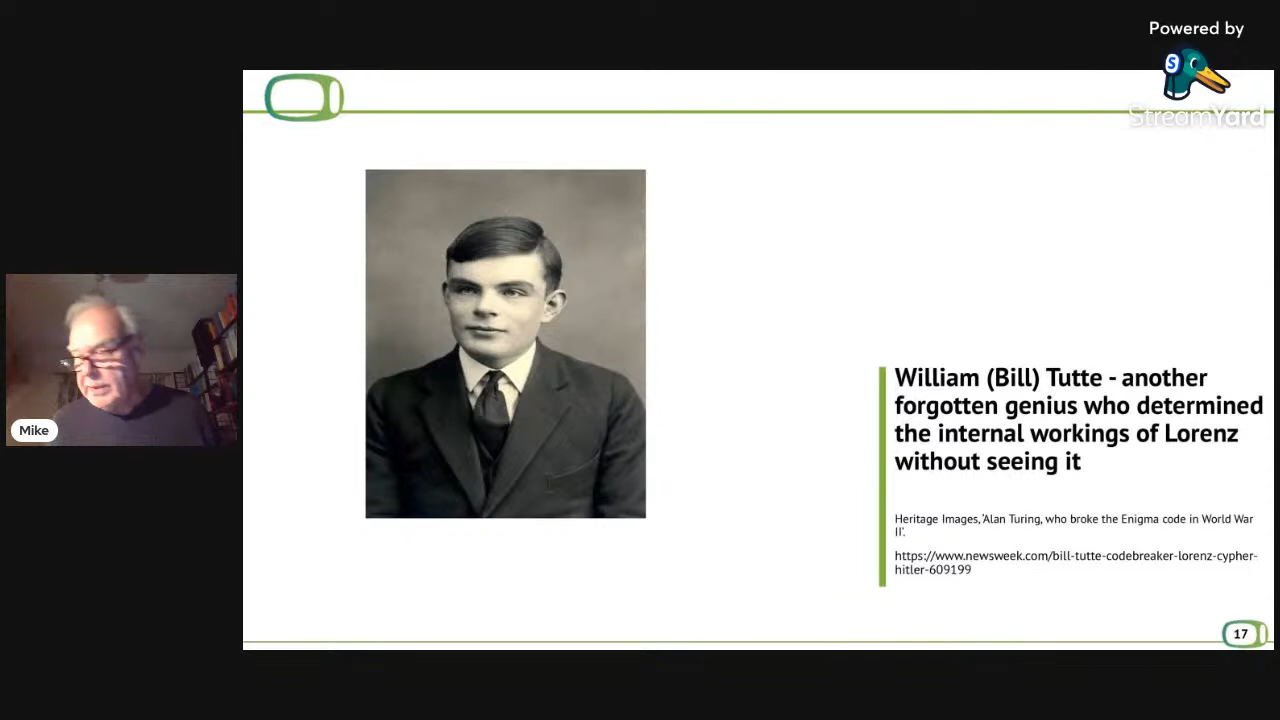 Powered by
S
StreamYard
William (Bill) Tutte - another
forgotten genius who determined
the internal workings of Lorenz
without seeing it
Heritage Images, 'Alan Turing, who broke the Enigma code in World War
II'.
https://www.newsweek.com/bill-tutte-codebreaker-lorenz-cypher-
hitler-609199
Mike
17